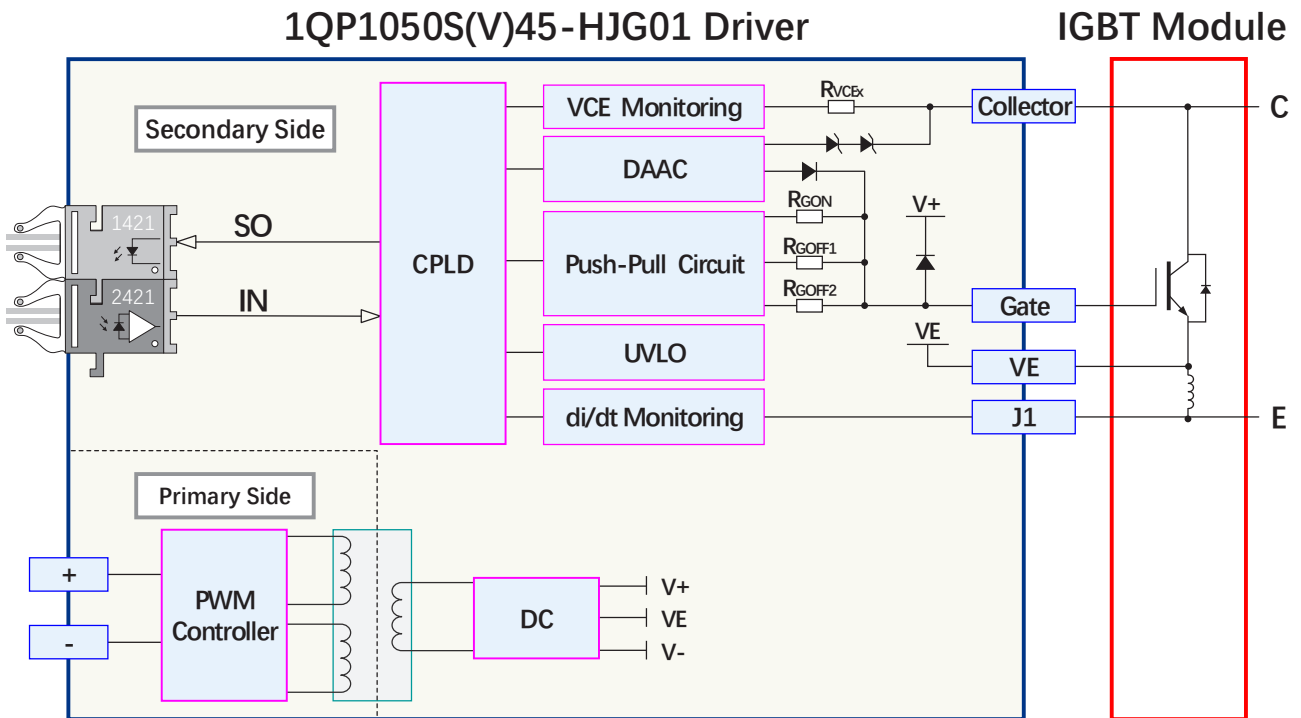 1QP1050S(V)45-HJG01 Driver
IGBT Module
Secondary Side
VCE Monitoring
RVCEx
Collector
C
DAAC
1421
SO
CPLD
Push-Pull Circuit
RGON
V+
RGOFF1
2421
IN
RGOFF2
Gate
UVLO
VE
VE
di/dt Monitoring
J1
E
Primary Side
+
-
PWM
Controller
DC
V+
VE
V-